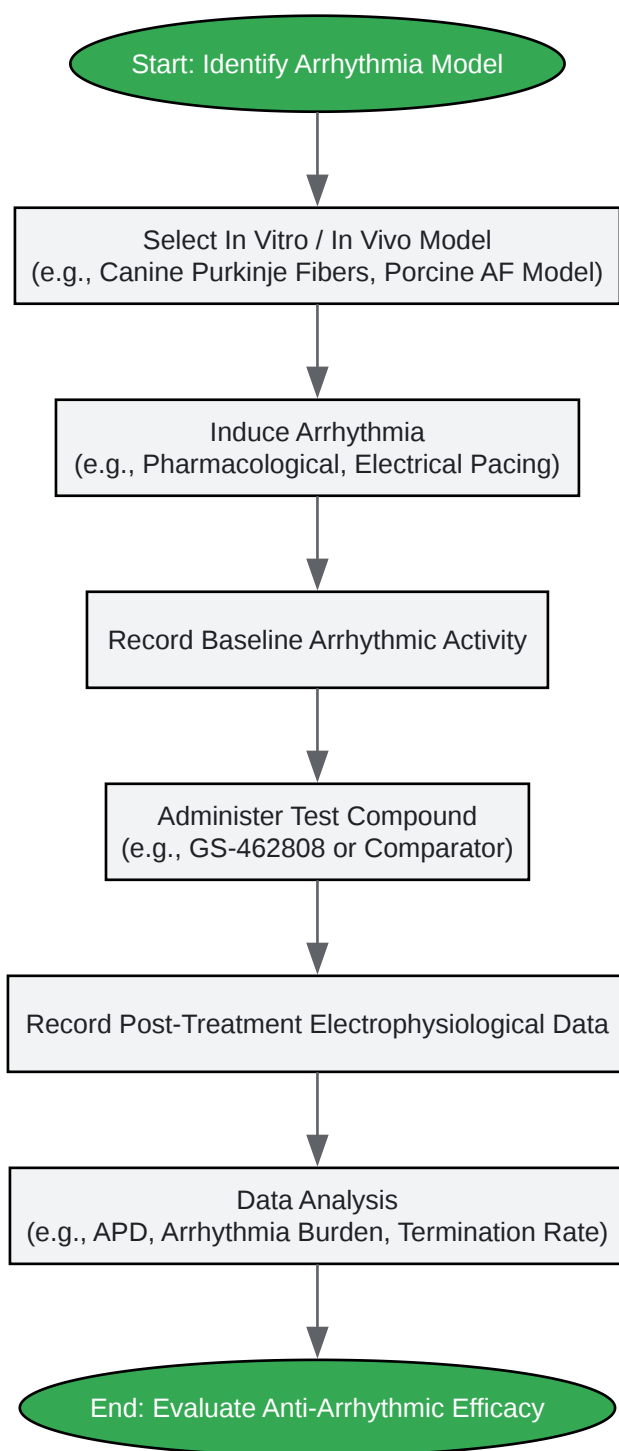 Start: Identify Arrhythmia Model
Select In Vitro / In Vivo Model
(e.g., Canine Purkinje Fibers, Porcine AF Model)
Induce Arrhythmia
(e.g., Pharmacological, Electrical Pacing)
Record Baseline Arrhythmic Activity
Administer Test Compound
(e.g., GS-462808 or Comparator)
Record Post-Treatment Electrophysiological Data
Data Analysis
(e.g., APD, Arrhythmia Burden, Termination Rate)
End: Evaluate Anti-Arrhythmic Efficacy